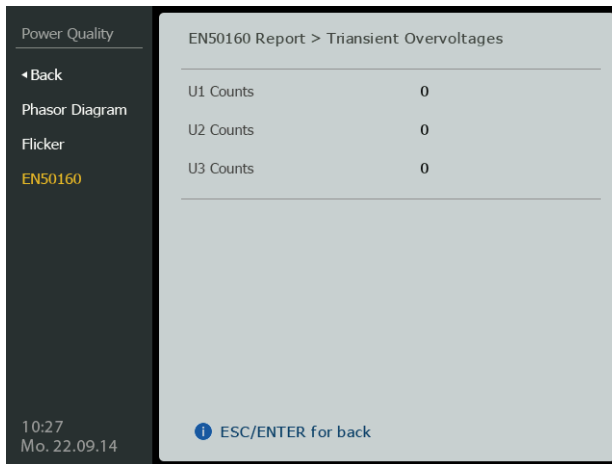 Power Quality
◂Back
Phasor Diagram
Flicker
EN50160
10:27
Mo. 22.09.14
EN50160 Report > Triansient Overvoltages
U1 Counts 0
U2 Counts 0
U3 Counts 0
i ESC/ENTER for back